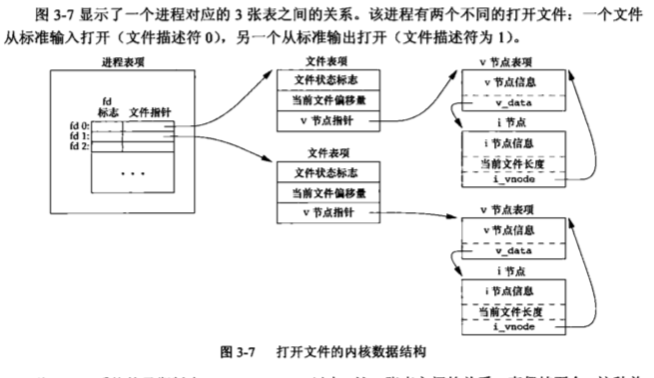 图 3-7 显示了一个进程对应的 3 张表之间的关系。该进程有两个不同的打开文件：一个文件
从标准输入打开（文件描述符 0），另一个从标准输出打开（文件描述符为 1）。
进程表项
fd
标志 文件指针
fd 0:
fd 1:
fd 2:
...
文件表项
文件状态标志
当前文件偏移量
v 节点指针
文件表项
文件状态标志
当前文件偏移量
v 节点指针
v 节点表项
v 节点信息
v_data
i 节点
i 节点信息
当前文件长度
i_vnode
v 节点表项
v 节点信息
v_data
i 节点
i 节点信息
当前文件长度
i_vnode
图 3-7 打开文件的内核数据结构